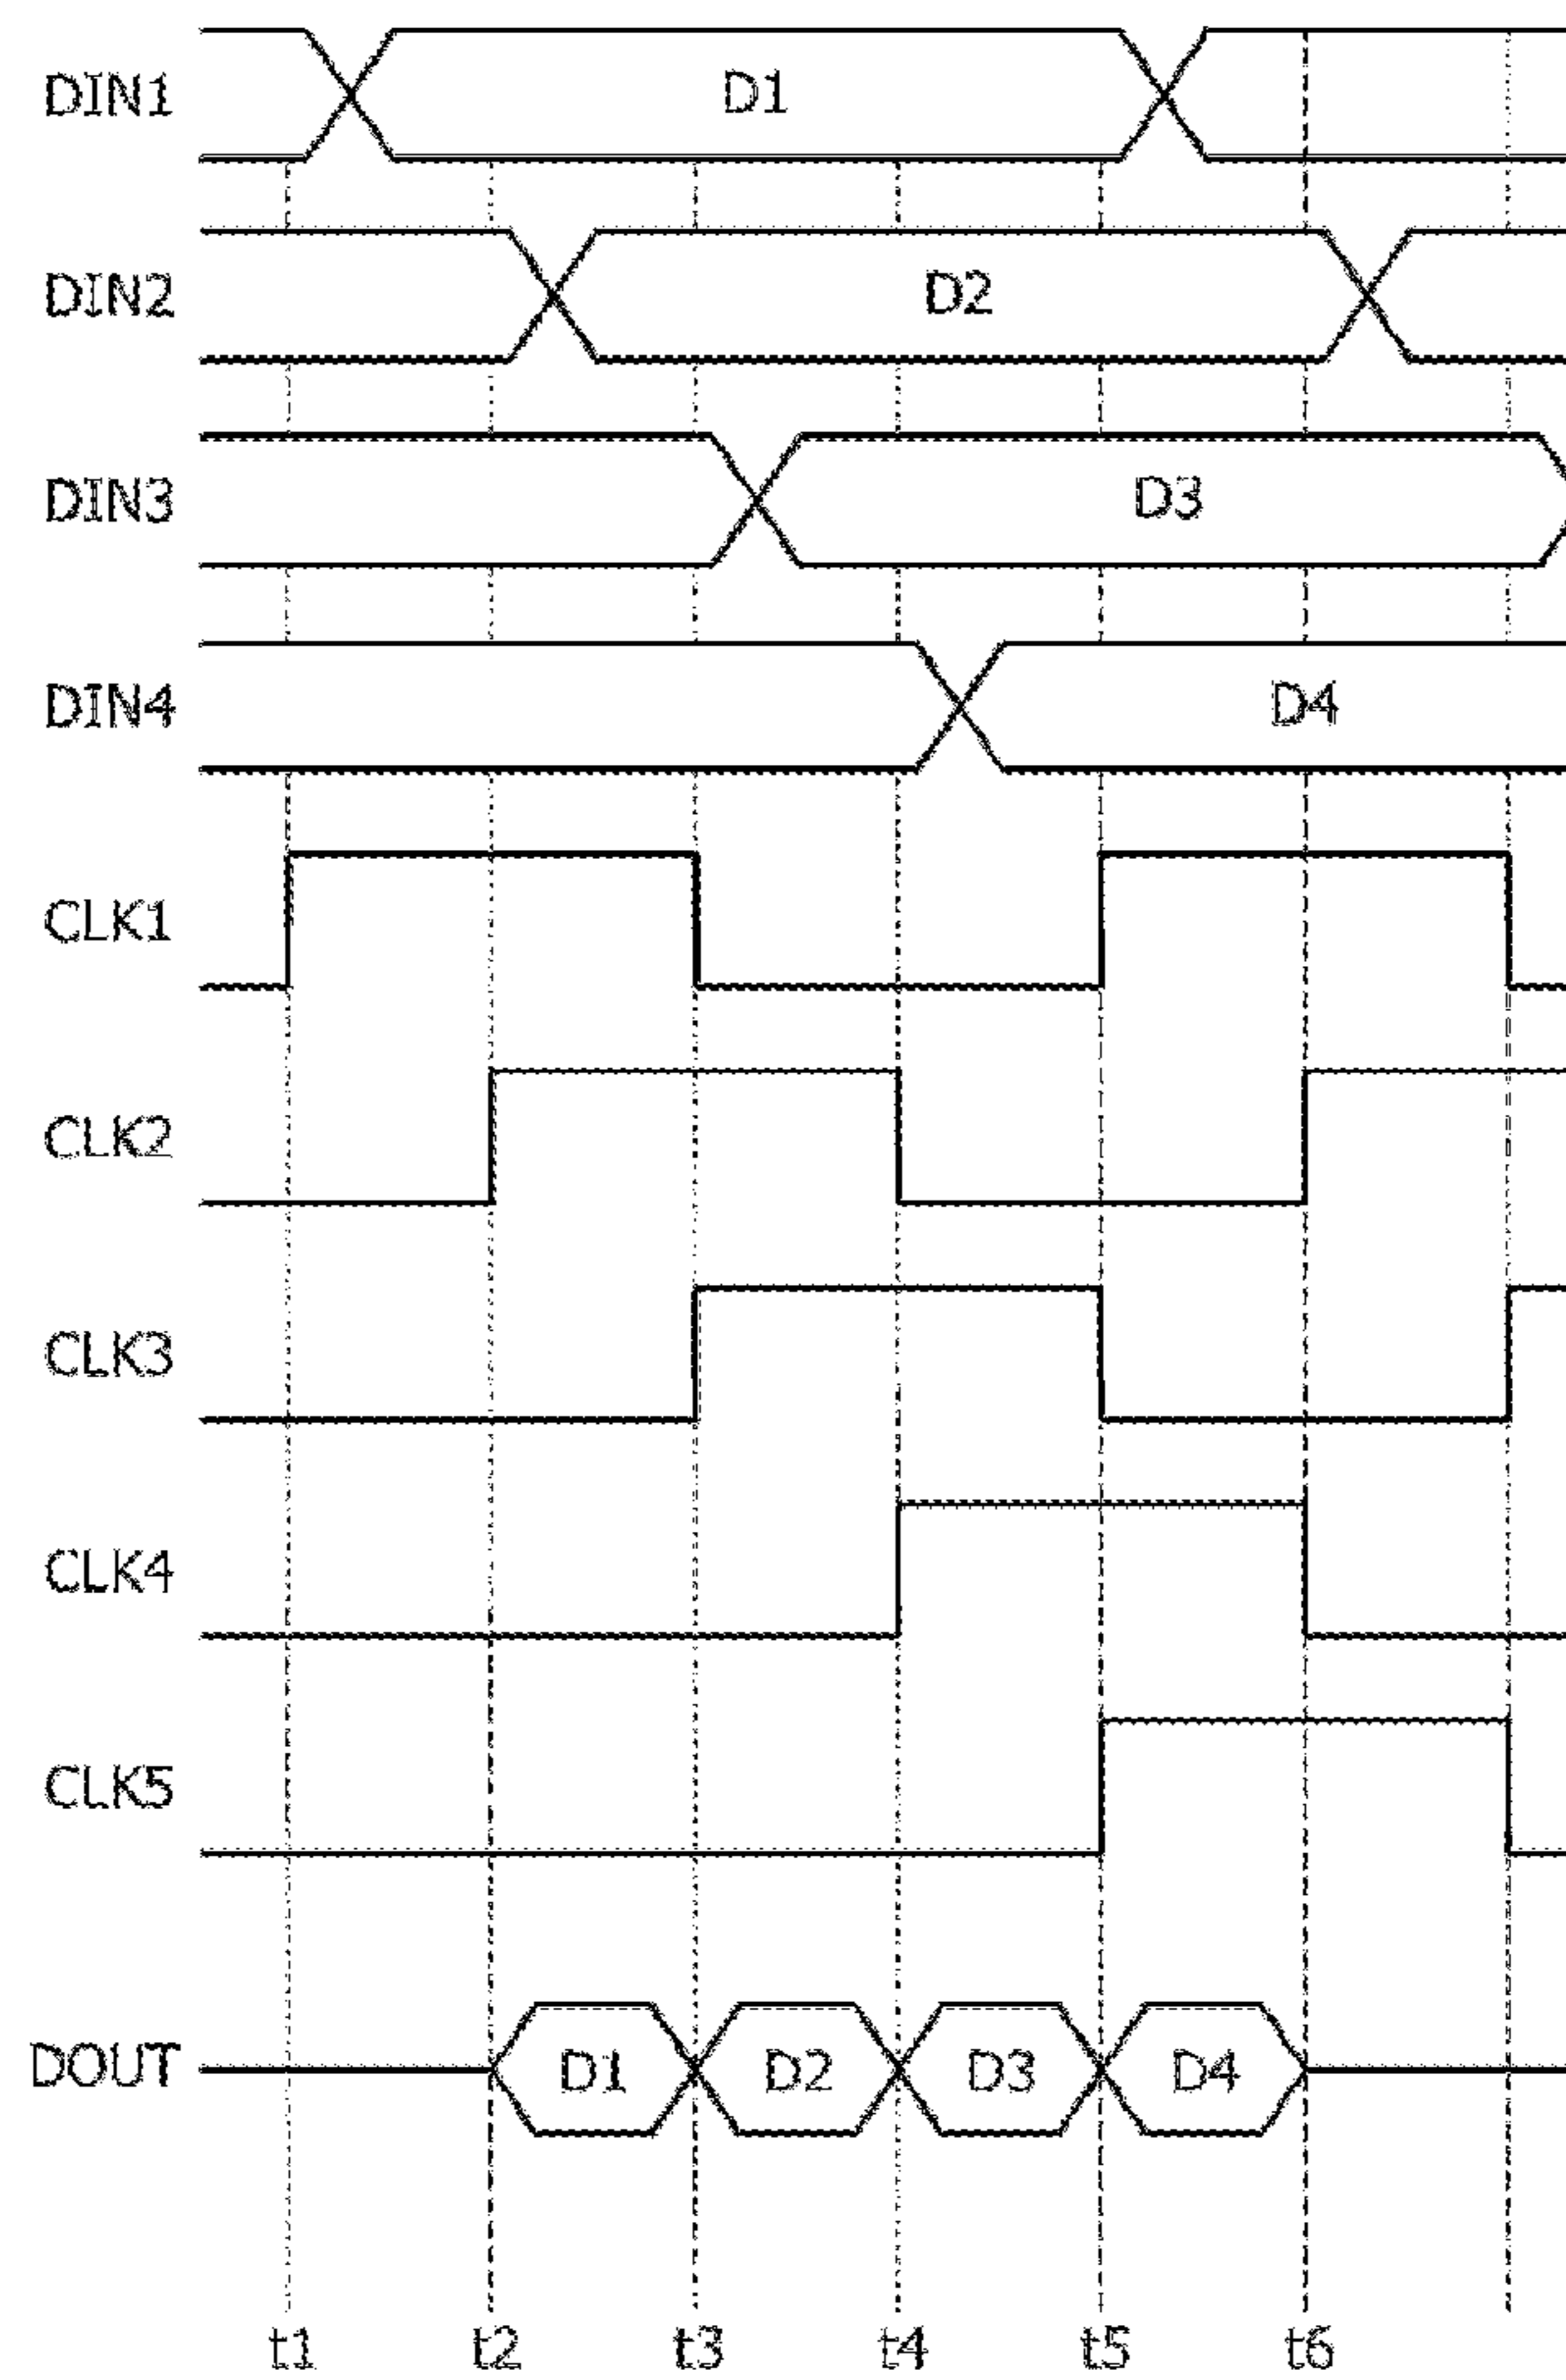 DIN1 D1
DIN2 D2
DIN3 D3
DIN4 D4
CLK1
CLK2
CLK3
CLK4
CLK5
DOUT D1 D2 D3 D4
t1 t2 t3 t4 t5 t6